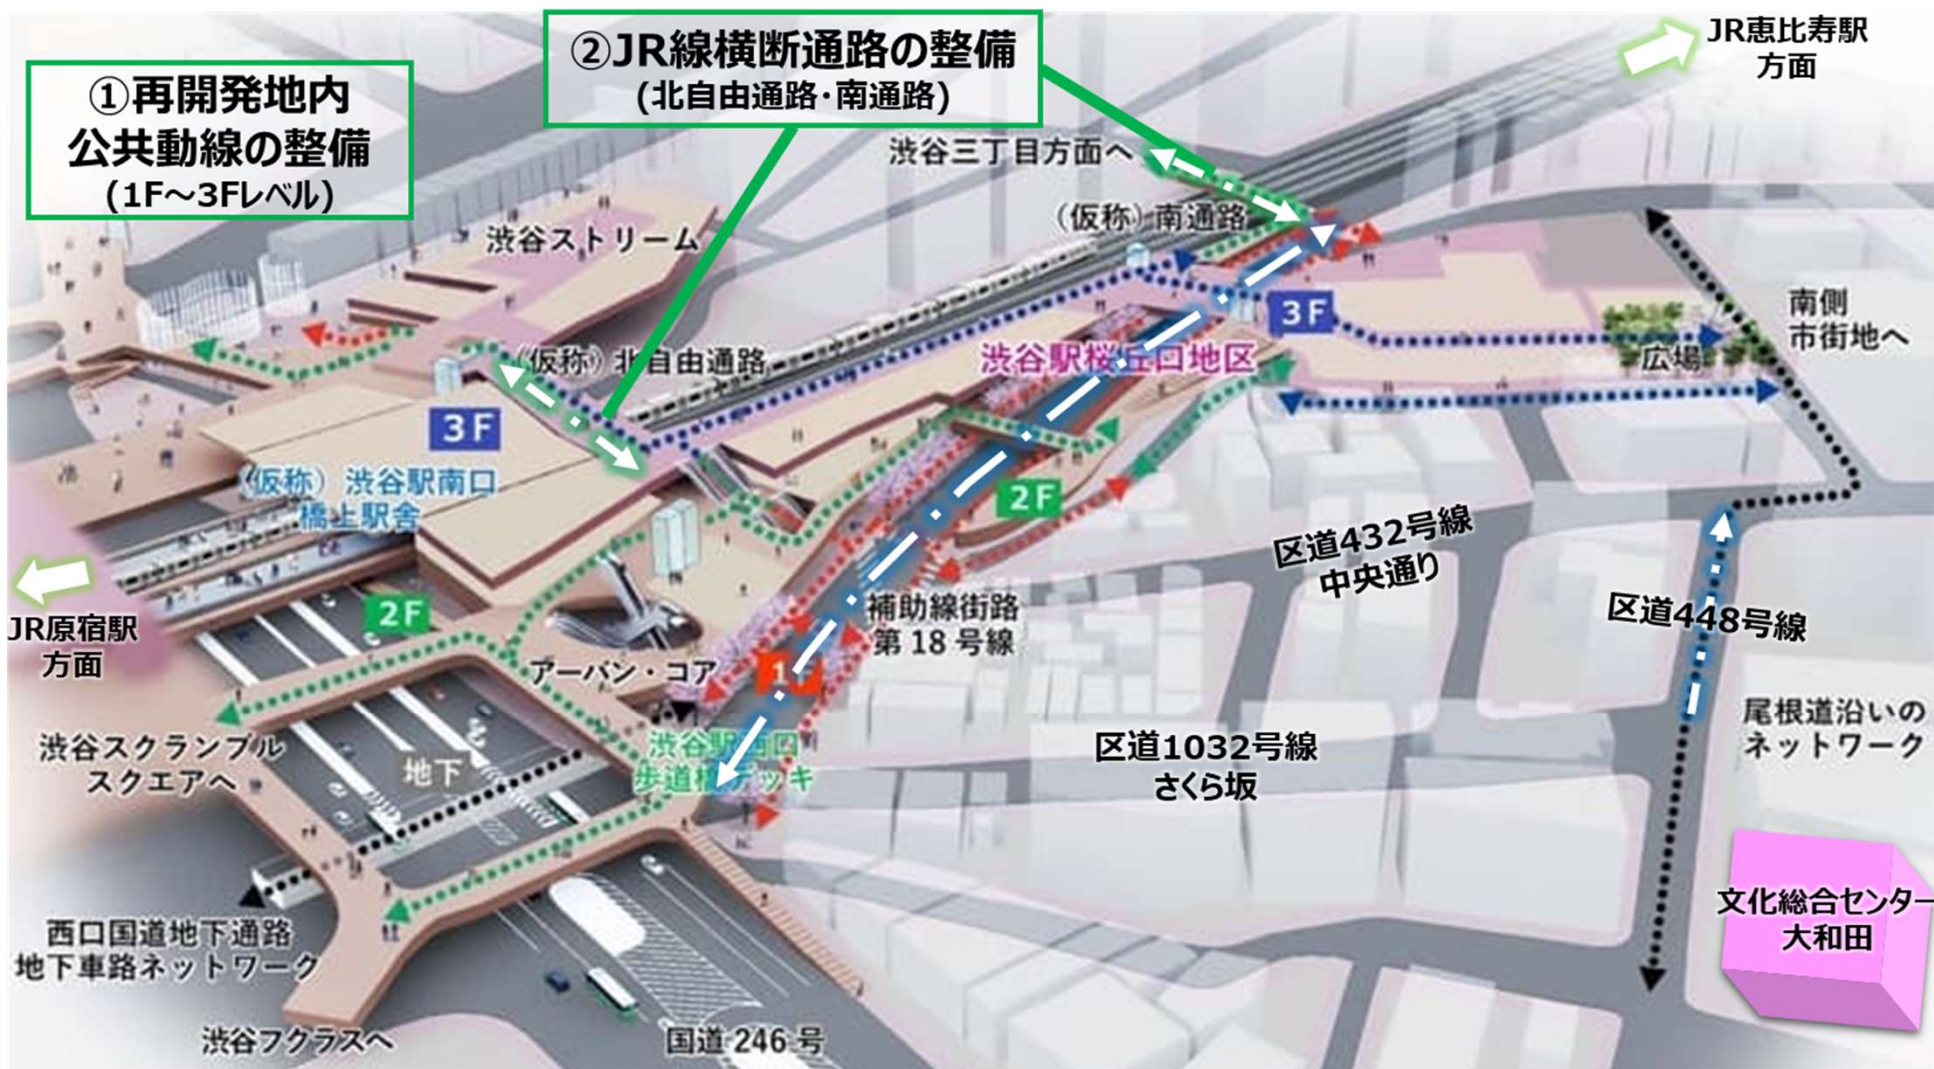 ①再開発地内
公共動線の整備
(1F～3Fレベル)
②JR線横断通路の整備
(北自由通路・南通路)
JR恵比寿駅
方面
渋谷三丁目方面へ
（仮称）南通路
渋谷ストリーム
（仮称）北自由通路
3F
3F
南側
市街地へ
広場
渋谷駅桜丘口地区
（仮称）渋谷駅南口
橋上駅舎
2F
区道432号線
中央通り
区道448号線
JR原宿駅
方面
2F
補助線街路
第18号線
アーバン・コア
1
渋谷駅西口
歩道橋デッキ
尾根道沿いの
ネットワーク
渋谷スクランブル
スクエアへ
地下
区道1032号線
さくら坂
文化総合センター
大和田
西口国道地下通路
地下車路ネットワーク
渋谷フクラスへ
国道246号